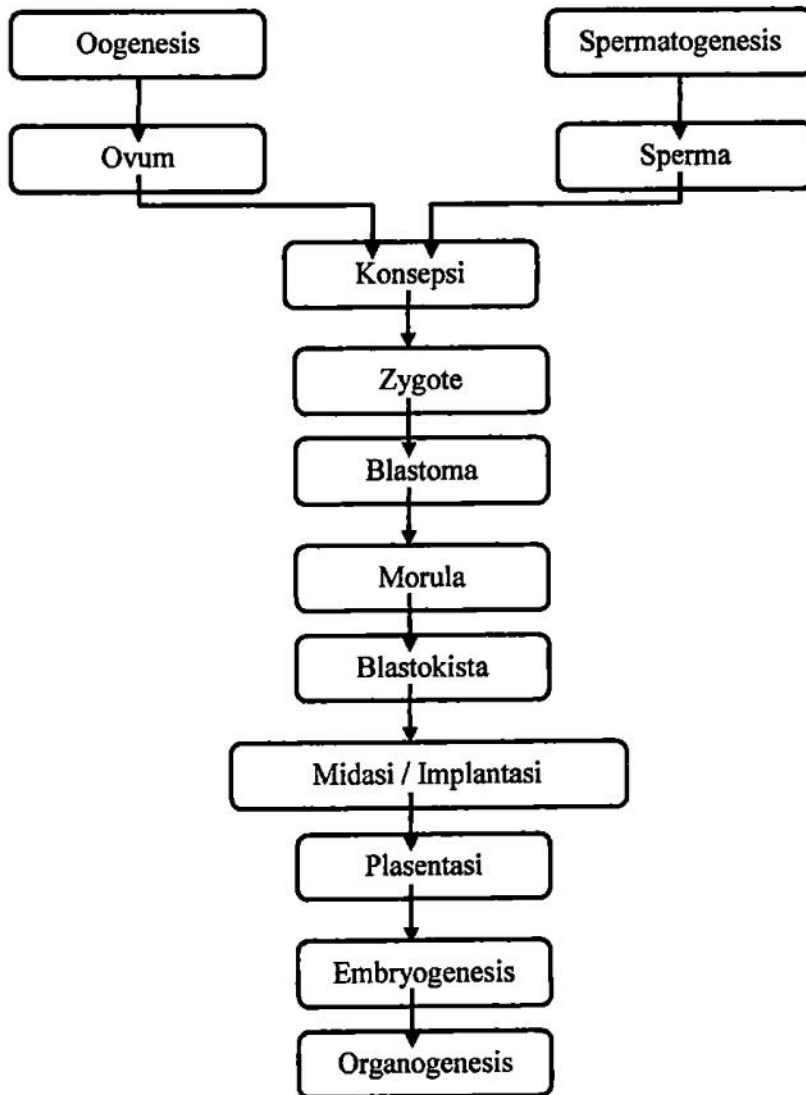 Oogenesis
Spermatogenesis
Ovum
Sperma
Konsepsi
Zygote
Blastoma
Morula
Blastokista
Midasi / Implantasi
Plasentasi
Embryogenesis
Organogenesis